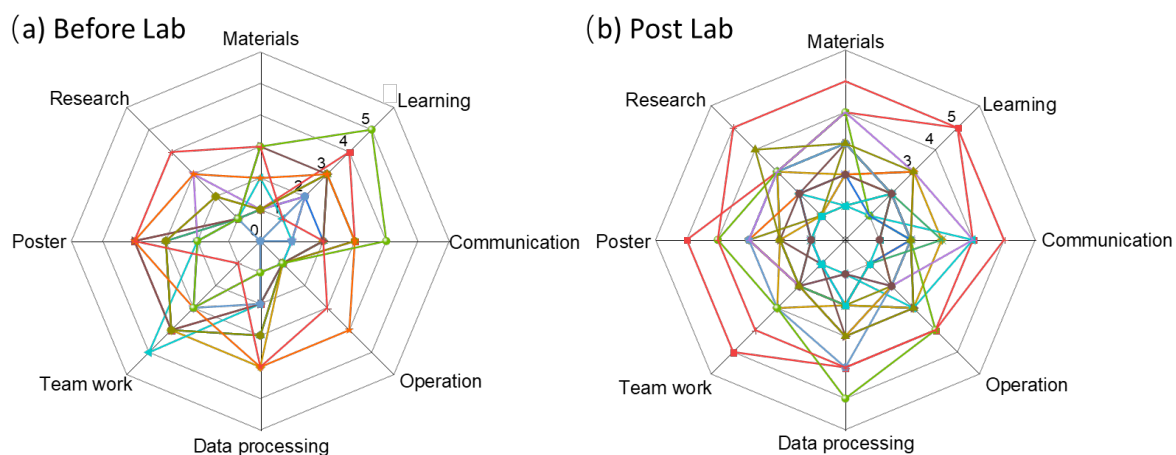 (a) Before Lab
Materials
Research
Learning
5
4
3
2
1
0
Poster
Communication
Team work
Operation
Data processing
(b) Post Lab
Materials
Research
Learning
5
4
3
Poster
Communication
Team work
Operation
Data processing